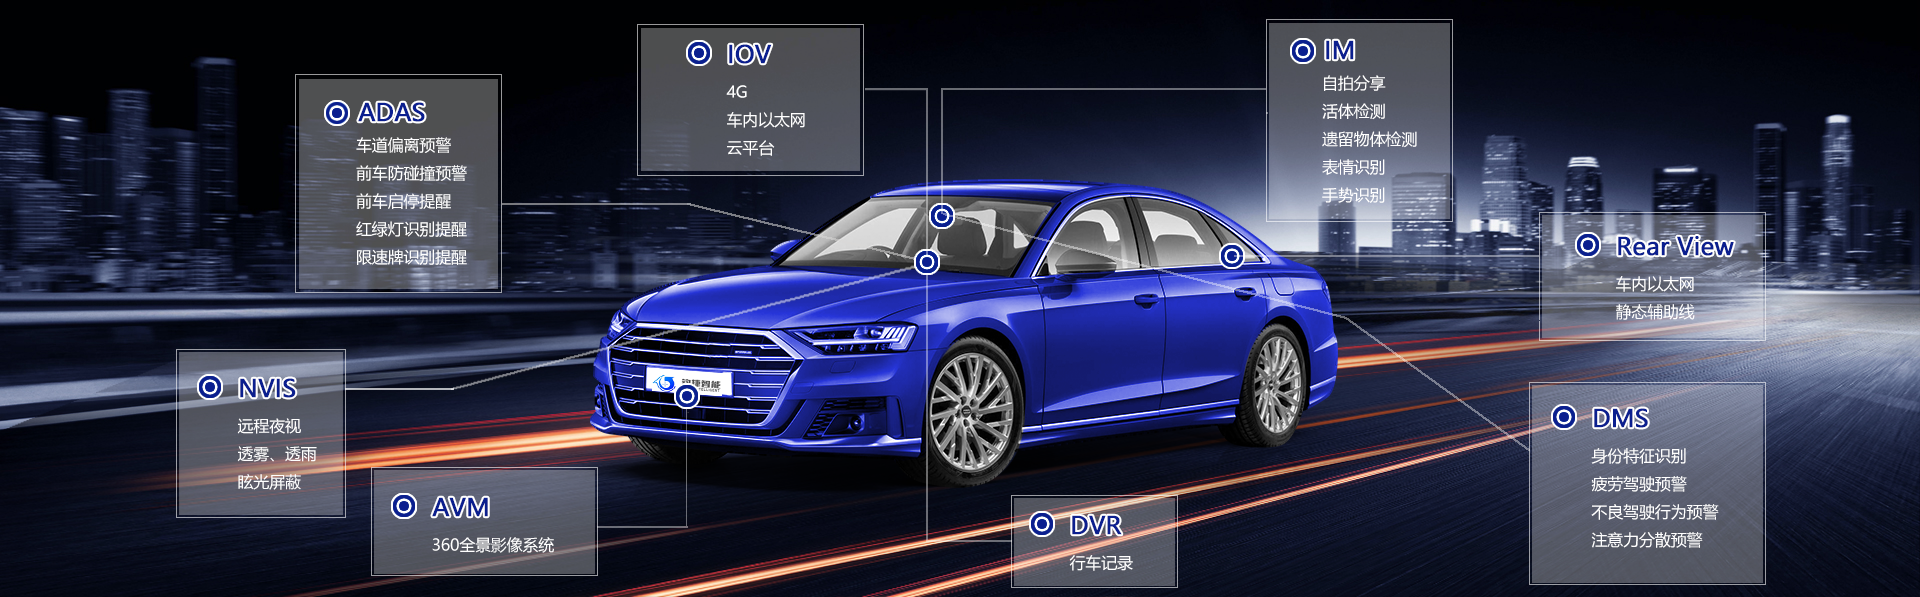 IOV
4G
车内以太网
云平台
IM
自拍分享
活体检测
遗留物体检测
表情识别
手势识别
ADAS
车道偏离预警
前车防碰撞预警
前车启停提醒
红绿灯识别提醒
限速牌识别提醒
Rear View
车内以太网
静态辅助线
NVIS
远程夜视
透雾、透雨
眩光屏蔽
DMS
身份特征识别
疲劳驾驶预警
不良驾驶行为预警
注意力分散预警
AVM
360全景影像系统
DVR
行车记录